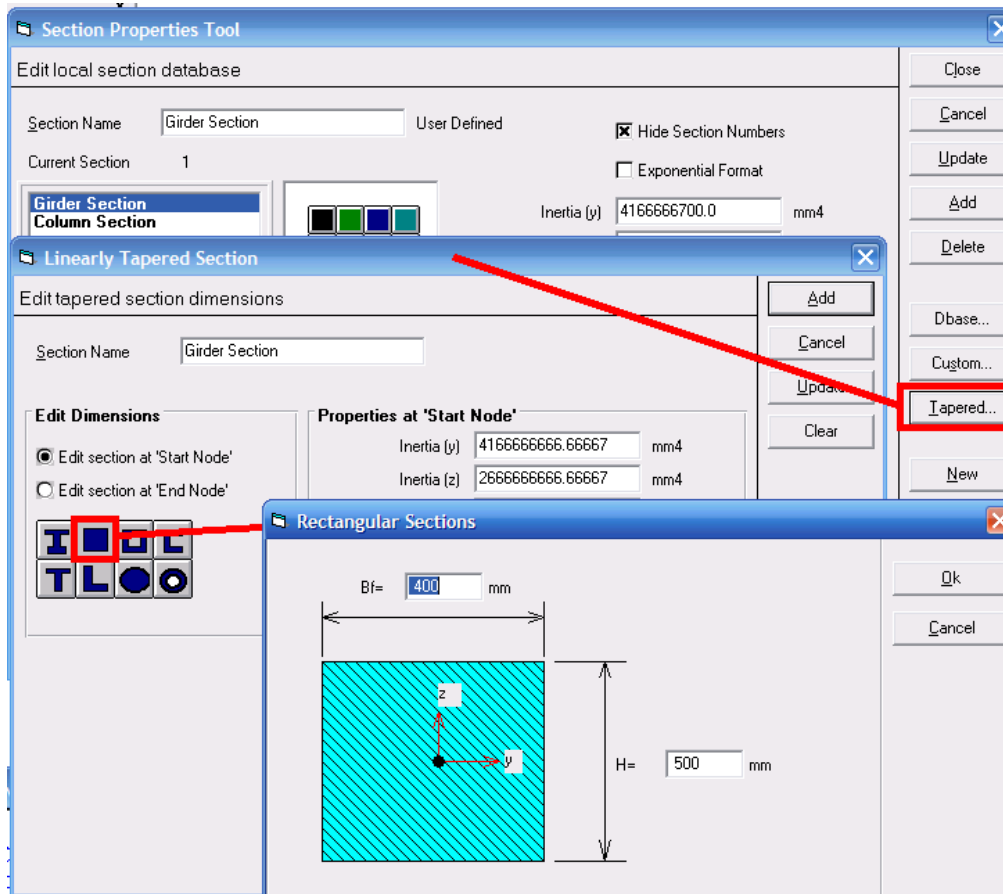 Section Properties Tool
Edit local section database
Close
Section Name Girder Section User Defined
Hide Section Numbers
Cancel
Current Section 1
Exponential Format
Update
Girder Section
Column Section
Inertia (y) 4166666700.0 mm4
Add
Delete
Linearly Tapered Section
Edit tapered section dimensions
Add
Dbase...
Section Name Girder Section
Cancel
Custom...
Update
Tapered...
Edit Dimensions
Properties at 'Start Node'
Clear
Edit section at 'Start Node'
Inertia (y) 4166666666.66667 mm4
Edit section at 'End Node'
Inertia (z) 2666666666.66667 mm4
New
Rectangular Sections
Bf= 400 mm
Ok
Cancel
z
y
H= 500 mm